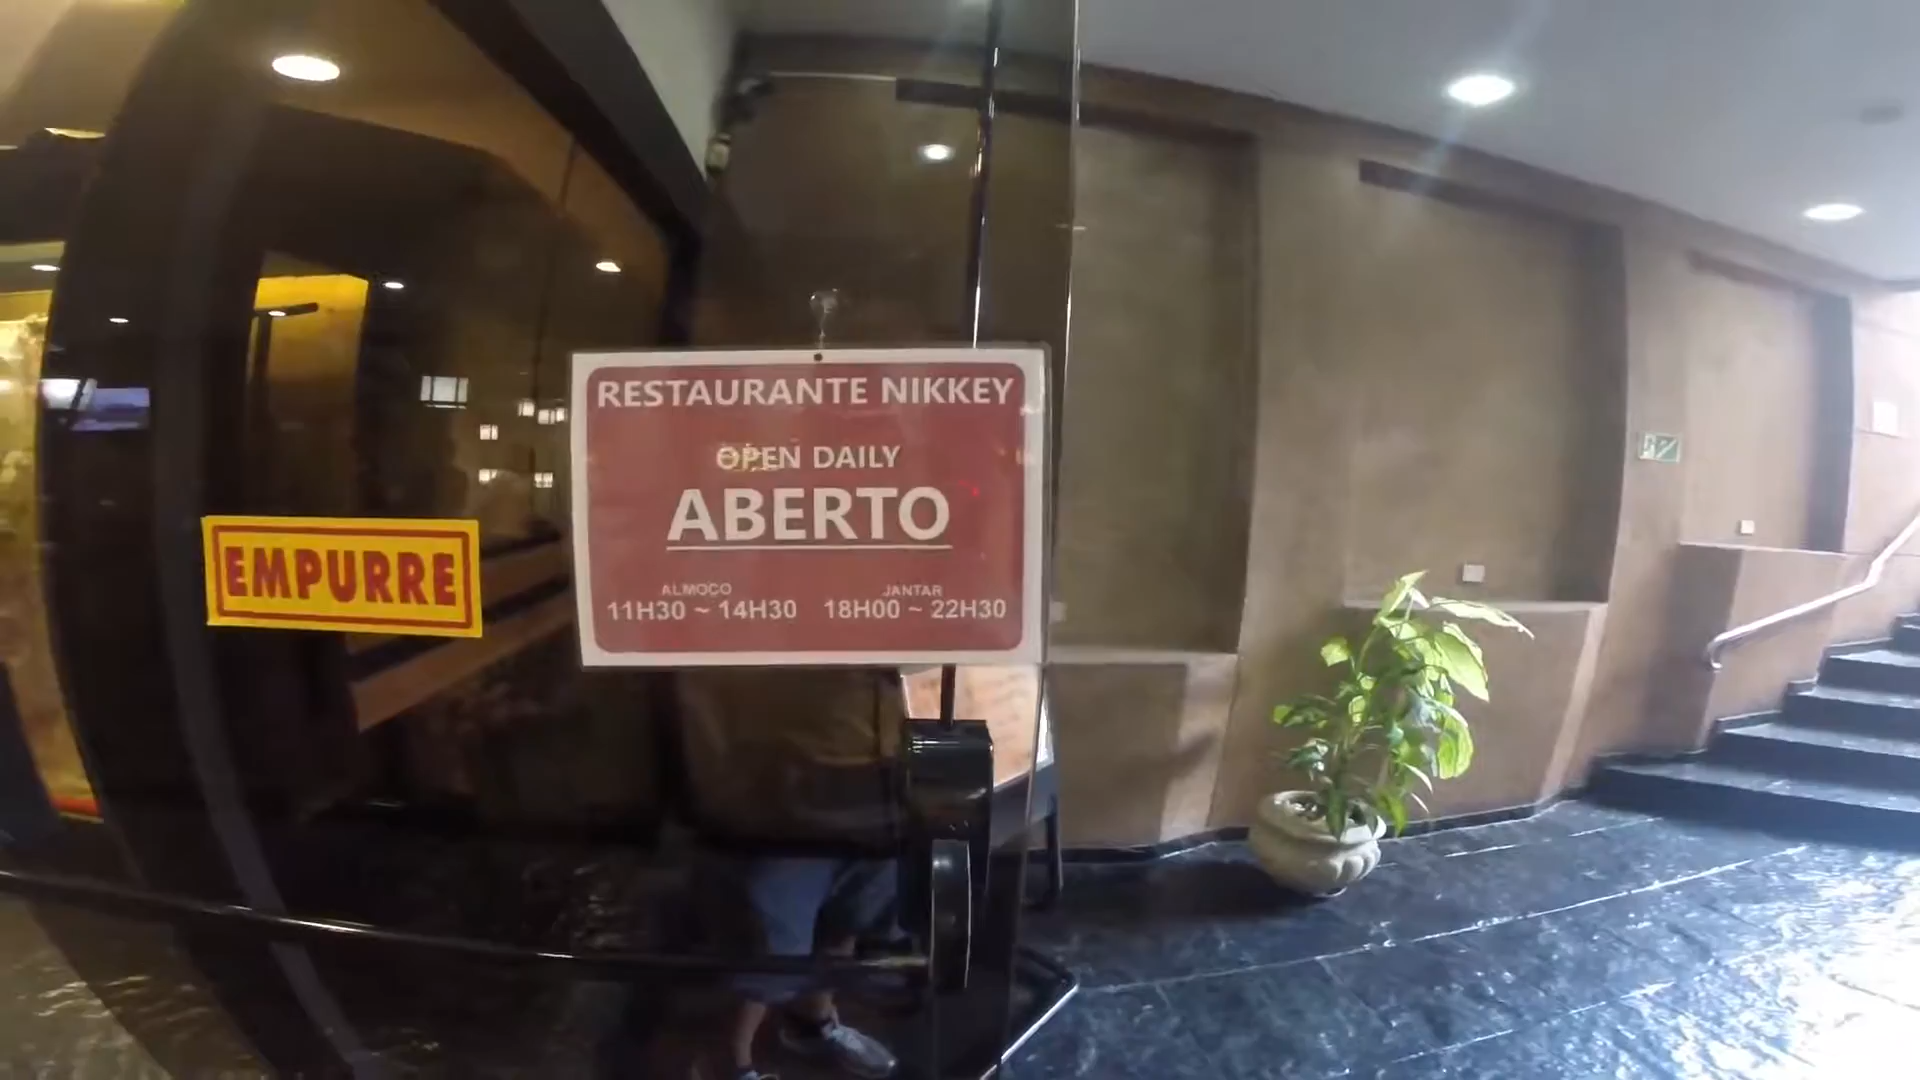 RESTAURANTE NIKKEY
OPEN DAILY
ABERTO
ALMOCO JANTAR
11H30 ~ 14H30 18H00 ~ 22H30
EMPURRE